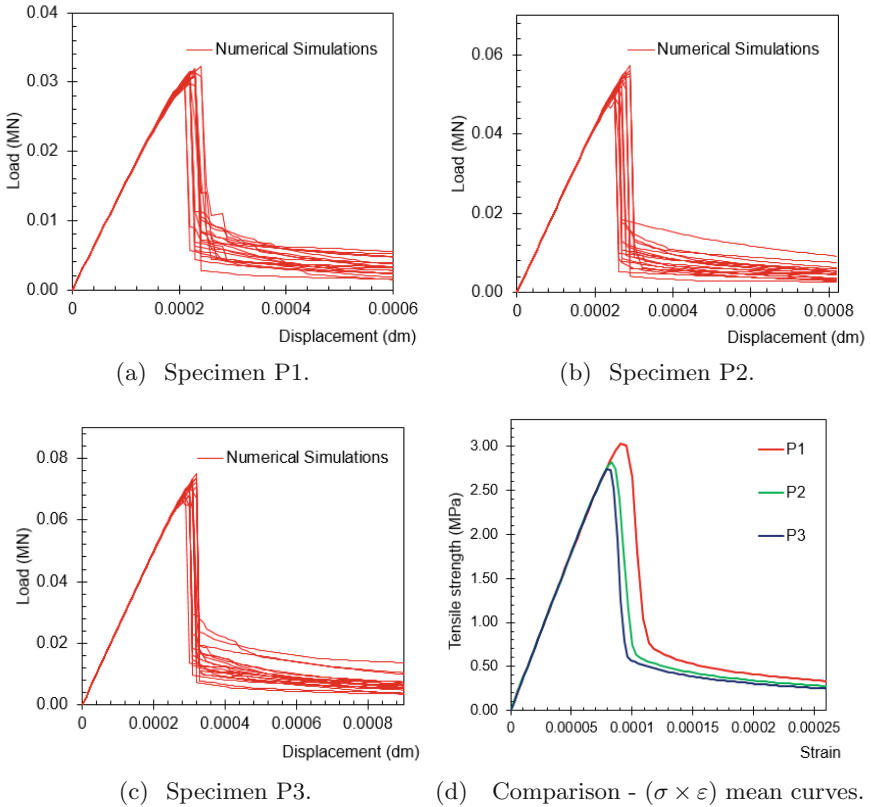 0.04
0.03
0.02
0.01
0.00
Load (MN)
Numerical Simulations
0
0.0002
0.0004
0.0006
Displacement (dm)
(a) Specimen P1.
0.06
0.04
0.02
0.00
Load (MN)
Numerical Simulations
0
0.0002
0.0004
0.0006
0.0008
Displacement (dm)
(b) Specimen P2.
0.08
0.06
0.04
0.02
0.00
Load (MN)
Numerical Simulations
0
0.0002
0.0004
0.0006
0.0008
Displacement (dm)
(c) Specimen P3.
3.00
2.50
2.00
1.50
1.00
0.50
0.00
Tensile strength (MPa)
P1
P2
P3
0
0.00005
0.0001
0.00015
0.0002
0.00025
Strain
(d) Comparison - (σ × ε) mean curves.